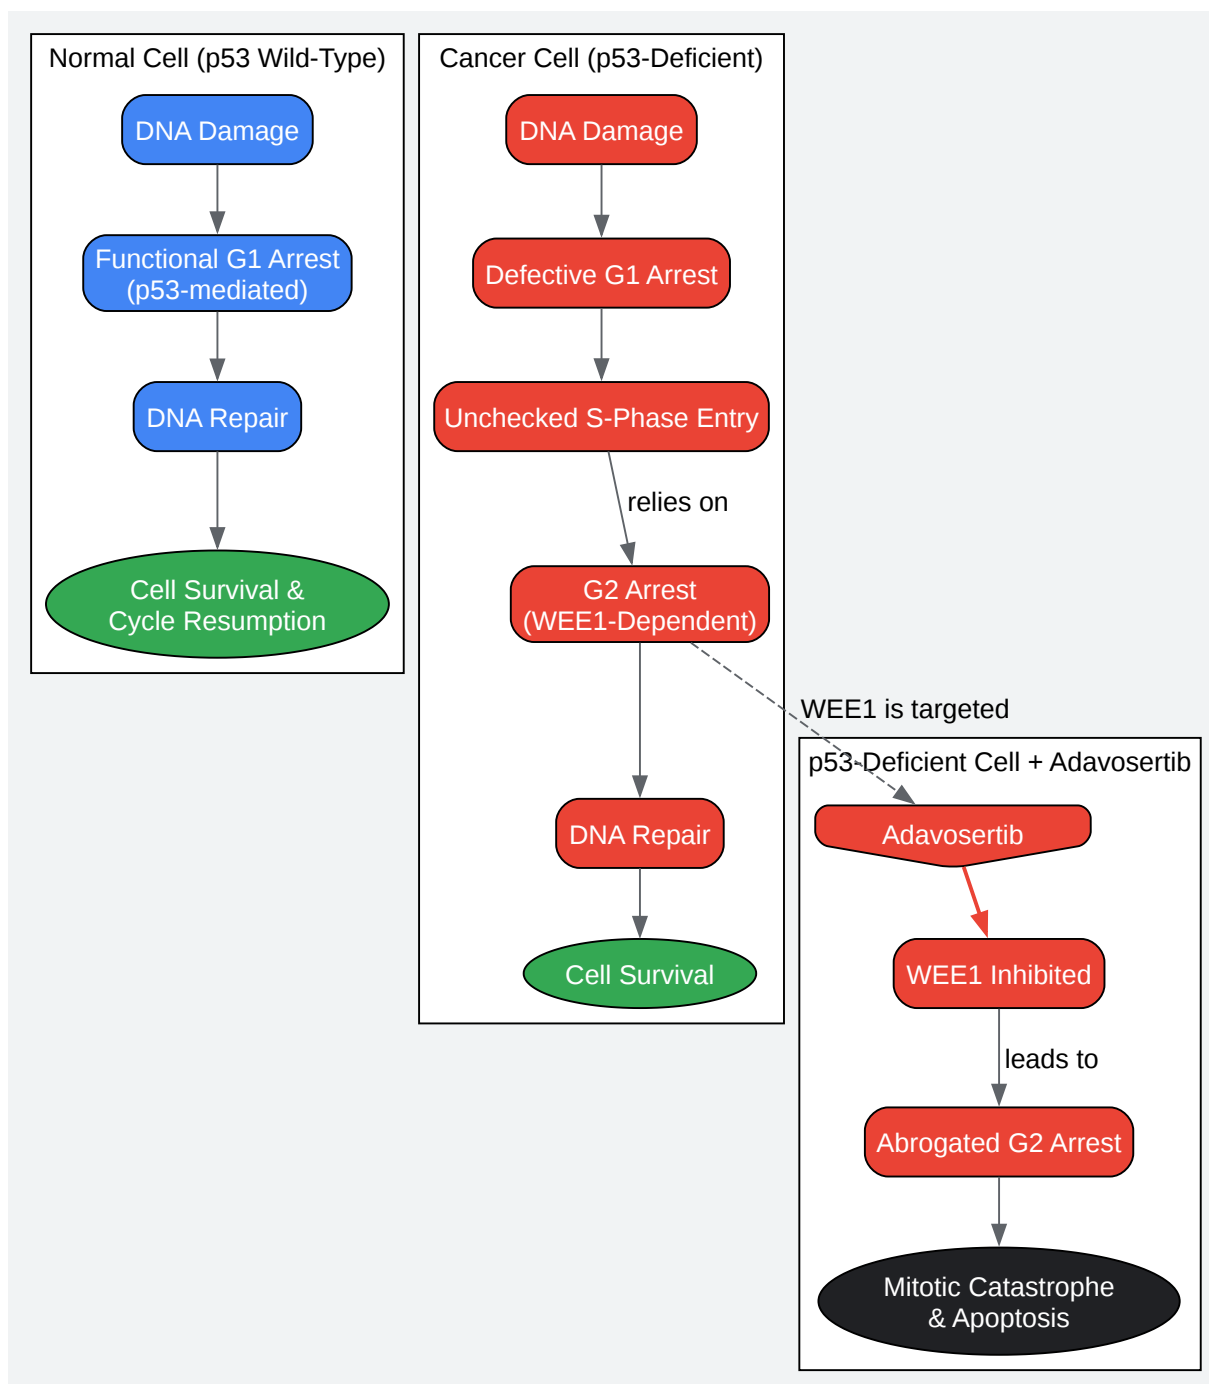 Normal Cell (p53 Wild-Type)
DNA Damage
Functional G1 Arrest
(p53-mediated)
DNA Repair
Cell Survival &
Cycle Resumption
Cancer Cell (p53-Deficient)
DNA Damage
Defective G1 Arrest
Unchecked S-Phase Entry
relies on
G2 Arrest
(WEE1-Dependent)
DNA Repair
Cell Survival
WEE1 is targeted
p53-Deficient Cell + Adavosertib
Adavosertib
WEE1 Inhibited
leads to
Abrogated G2 Arrest
Mitotic Catastrophe
& Apoptosis